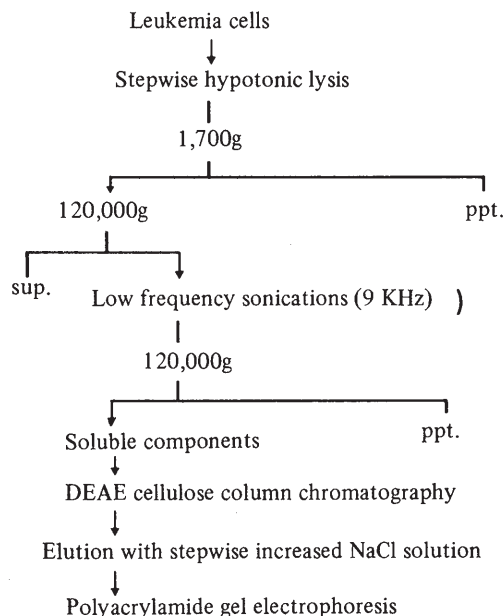 Leukemia cells
Stepwise hypotonic lysis
1,700g
120,000g ppt.
sup.
Low frequency sonications (9 KHz) )
120,000g
Soluble components ppt.
DEAE cellulose column chromatography
Elution with stepwise increased NaCl solution
Polyacrylamide gel electrophoresis